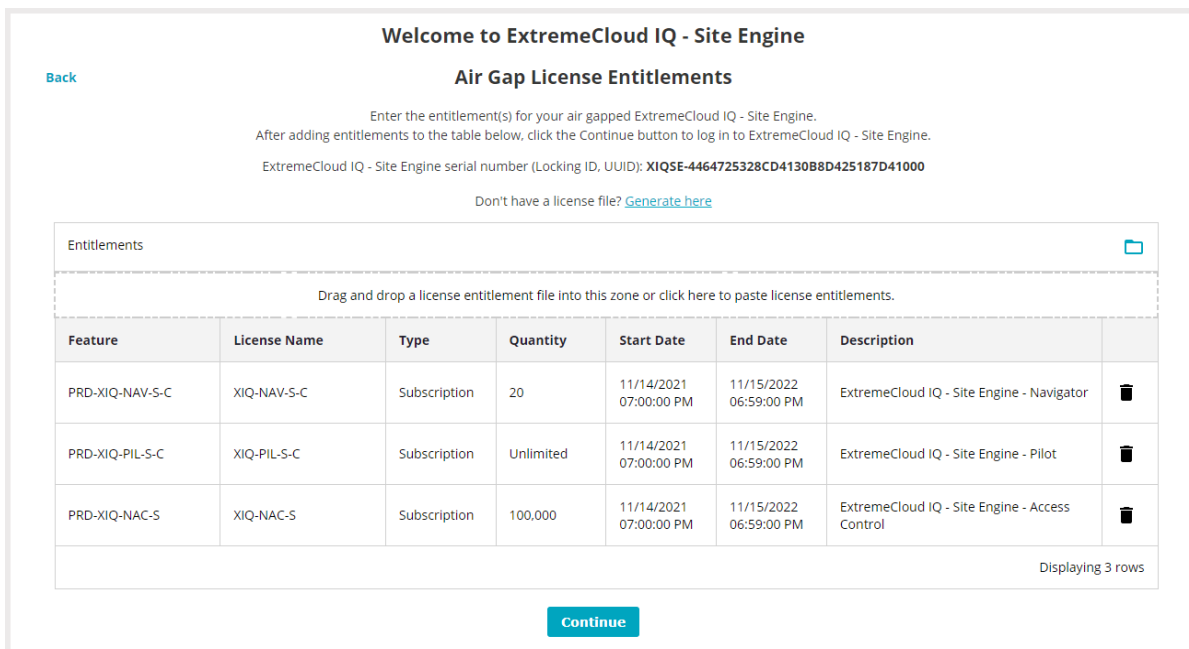 Welcome to ExtremeCloud IQ - Site Engine
Back
Air Gap License Entitlements
Enter the entitlement(s) for your air gapped ExtremeCloud IQ - Site Engine.
After adding entitlements to the table below, click the Continue button to log in to ExtremeCloud IQ - Site Engine.
ExtremeCloud IQ - Site Engine serial number (Locking ID, UUID): XIQSE-4464725328CD4130B8D425187D41000
Don't have a license file? Generate here
Entitlements
Drag and drop a license entitlement file into this zone or click here to paste license entitlements.
Feature License Name Type Quantity Start Date End Date Description
PRD-XIQ-NAV-S-C XIQ-NAV-S-C Subscription 20 11/14/2021 07:00:00 PM 11/15/2022 06:59:00 PM ExtremeCloud IQ - Site Engine - Navigator
PRD-XIQ-PIL-S-C XIQ-PIL-S-C Subscription Unlimited 11/14/2021 07:00:00 PM 11/15/2022 06:59:00 PM ExtremeCloud IQ - Site Engine - Pilot
PRD-XIQ-NAC-S XIQ-NAC-S Subscription 100,000 11/14/2021 07:00:00 PM 11/15/2022 06:59:00 PM ExtremeCloud IQ - Site Engine - Access Control
Displaying 3 rows
Continue